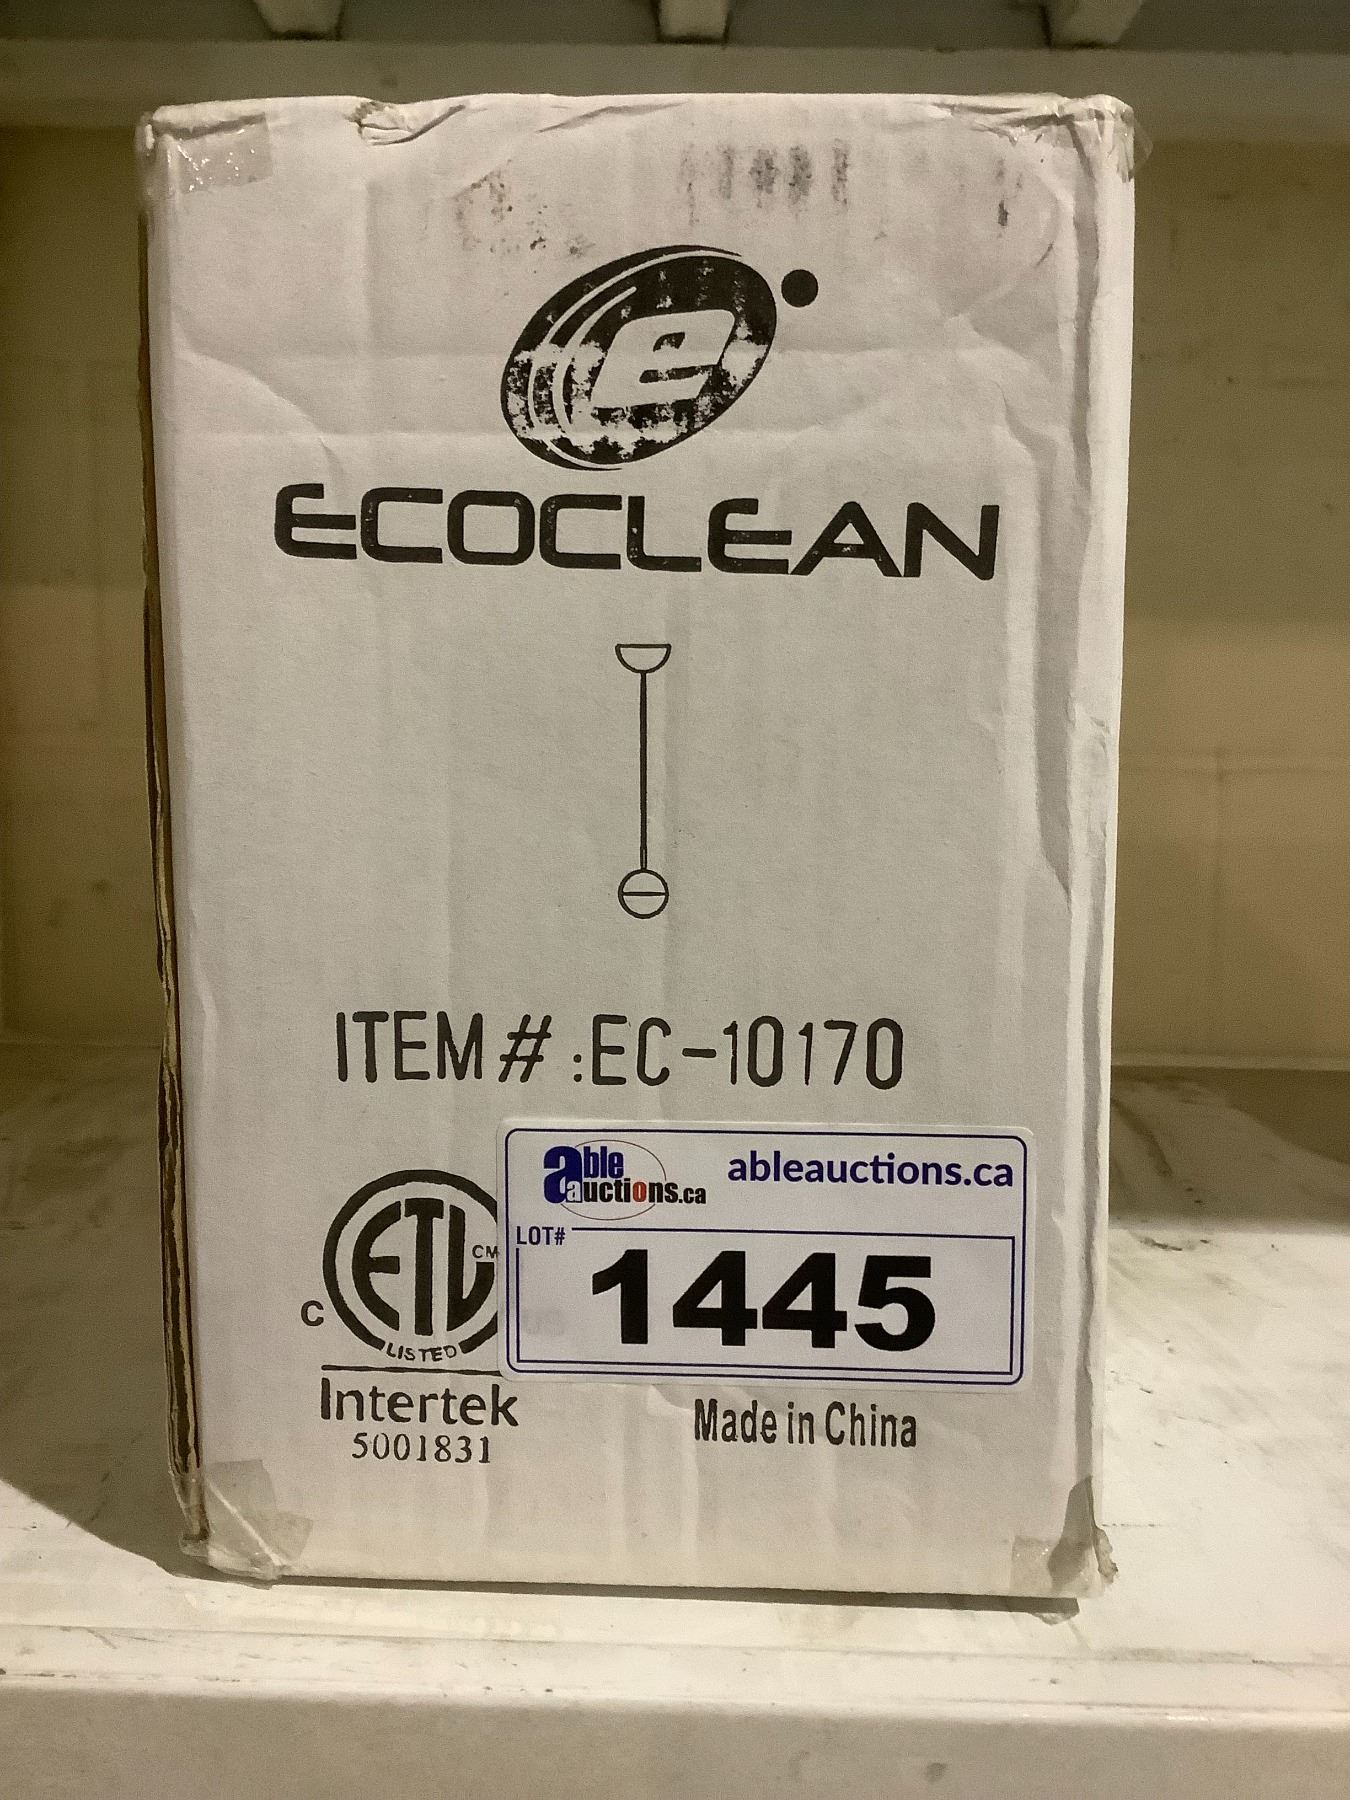 e
ECOCLEAN
ITEM # :EC-10170
able auctions.ca
ableauctions.ca
LOT#
1445
C ETL CM
LISTED
Intertek
5001831
Made in China